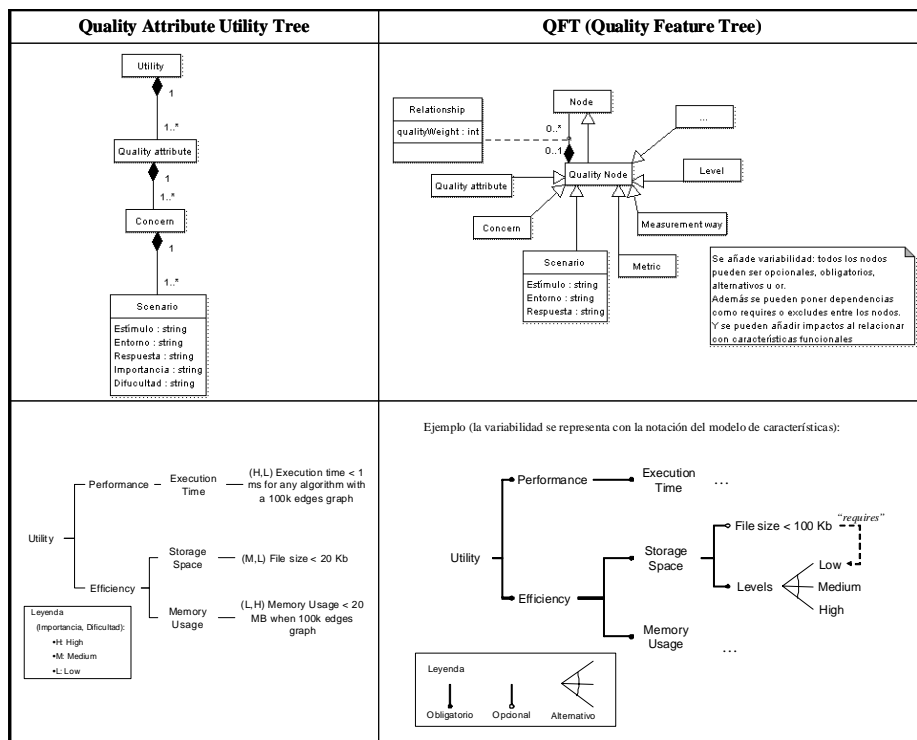 Quality Attribute Utility Tree
QFT (Quality Feature Tree)
Utility
1
1..*
Quality attribute
1
1..*
Concern
1
1..*
Scenario
Estímulo : string
Entorno : string
Respuesta : string
Importancia : string
Difucultad : string
Relationship
qualityWeight : int
Node
0..*
0..1
Quality Node
...
Level
Quality attribute
Concern
Measurement way
Scenario
Estímulo : string
Entorno : string
Respuesta : string
Metric
Se añade variabilidad: todos los nodos
pueden ser opcionales, obligatorios,
alternativos u or.
Además se pueden poner dependencias
como requires o excludes entre los nodos.
Y se pueden añadir impactos al relacionar
con características funcionales
Utility
Performance
Execution
Time
(H,L) Execution time < 1
ms for any algorithm with
a 100k edges graph
Efficiency
Storage
Space
(M,L) File size < 20 Kb
Memory
Usage
(L,H) Memory Usage < 20
MB when 100k edges
graph
Leyenda
(Importancia, Dificultad):
•H: High
•M: Medium
•L: Low
Ejemplo (la variabilidad se representa con la notación del modelo de características):
Utility
Performance
Execution
Time
...
Efficiency
Storage
Space
File size < 100 Kb
"requires"
Levels
Low
Medium
High
Memory
Usage
...
Leyenda
Obligatorio
Opcional
Alternativo